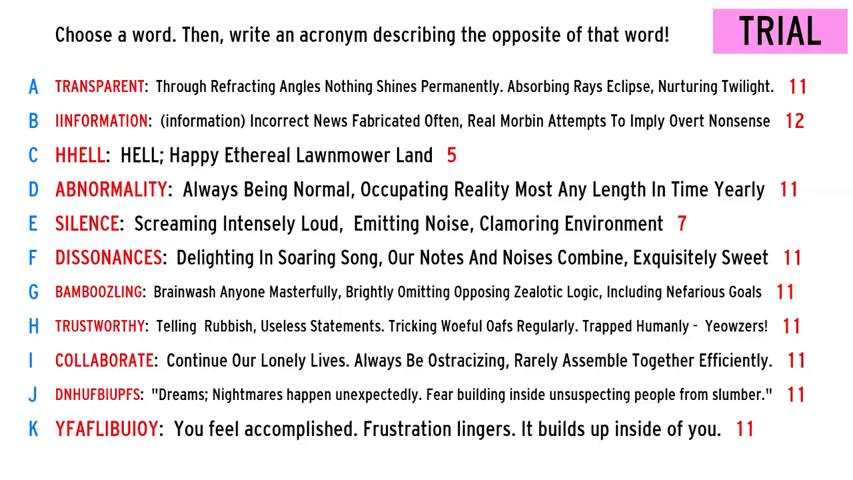 Choose a word. Then, write an acronym describing the opposite of that word!
TRIAL
A TRANSPARENT: Through Refracting Angles Nothing Shines Permanently. Absorbing Rays Eclipse, Nurturing Twilight. 11
B IINFORMATION: (information) Incorrect News Fabricated Often, Real Morbin Attempts To Imply Overt Nonsense 12
C HHELL: HELL; Happy Ethereal Lawnmower Land 5
D ABNORMALITY: Always Being Normal, Occupating Reality Most Any Length In Time Yearly 11
E SILENCE: Screaming Intensely Loud, Emitting Noise, Clamoring Environment 7
F DISSONANCES: Delighting In Soaring Song, Our Notes And Noises Combine, Exquisitely Sweet 11
G BAMBOOZLING: Brainwash Anyone Masterfully, Brightly Omitting Opposing Zealotic Logic, Including Nefarious Goals 11
H TRUSTWORTHY: Telling Rubbish, Useless Statements. Tricking Woeful Oafs Regularly. Trapped Humanly - Yeowzers! 11
I COLLABORATE: Continue Our Lonely Lives. Always Be Ostracizing, Rarely Assemble Together Efficiently. 11
J DNHUFBIUPFS: "Dreams; Nightmares happen unexpectedly. Fear building inside unsuspecting people from slumber." 11
K YFAFLIBUIOY: You feel accomplished. Frustration lingers. It builds up inside of you. 11